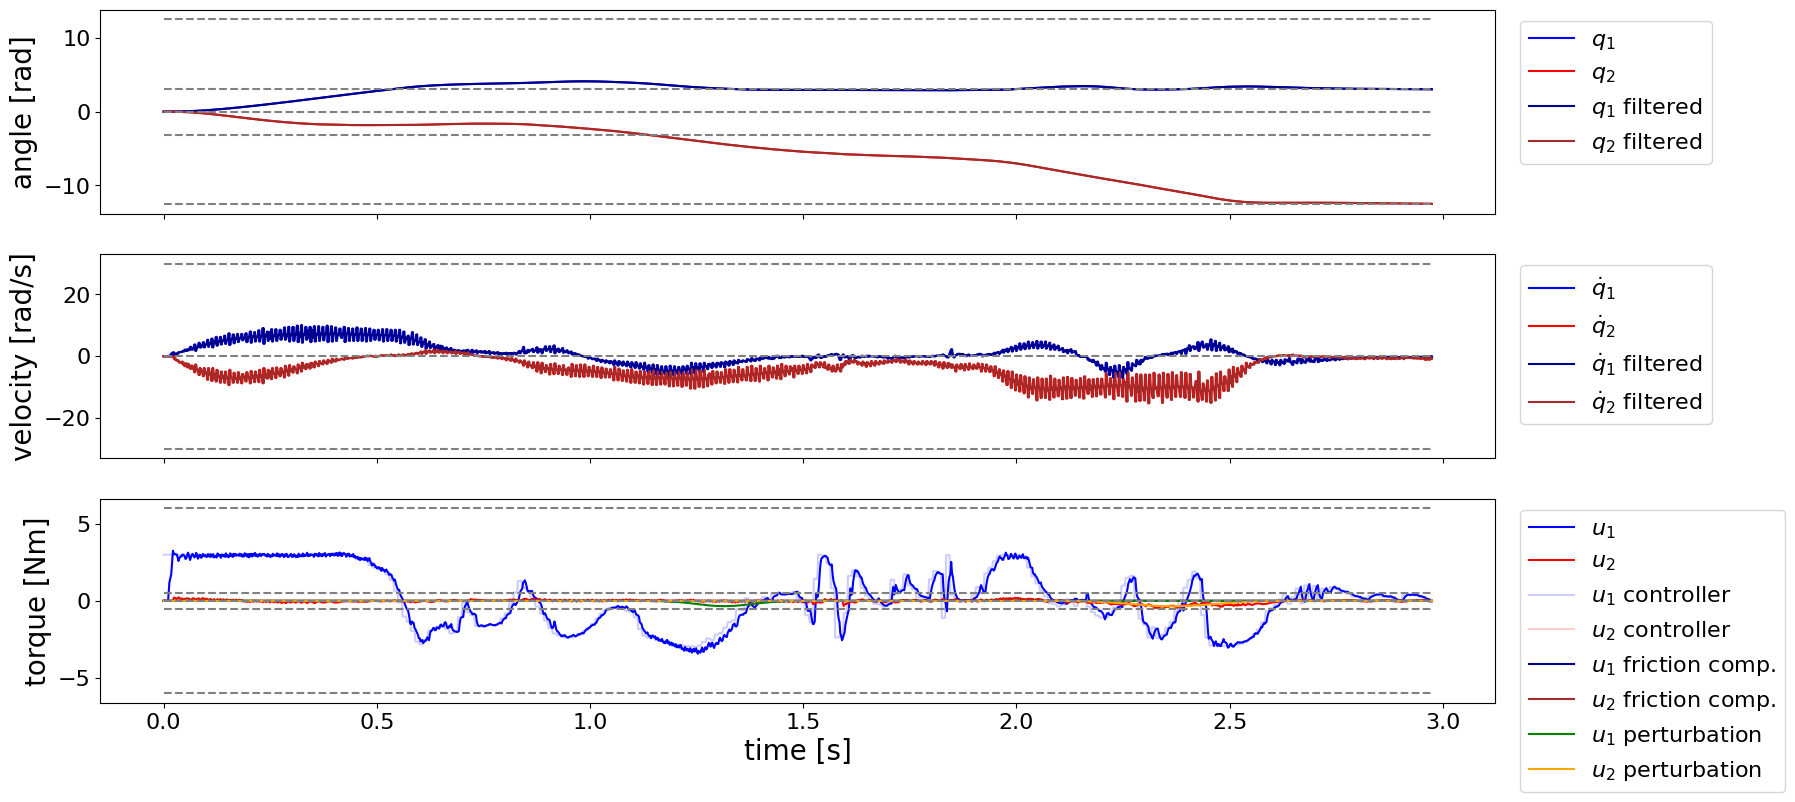 angle [rad]
10
0
−10
q₁
q₂
q₁ filtered
q₂ filtered
velocity [rad/s]
20
0
−20
q̇₁
q̇₂
q̇₁ filtered
q̇₂ filtered
torque [Nm]
5
0
−5
0.0 0.5 1.0 1.5 2.0 2.5 3.0
time [s]
u₁
u₂
u₁ controller
u₂ controller
u₁ friction comp.
u₂ friction comp.
u₁ perturbation
u₂ perturbation